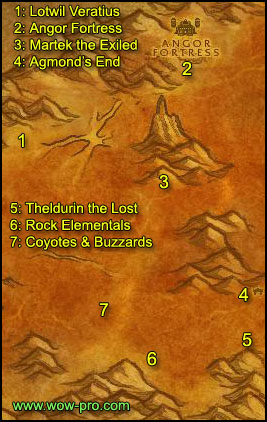 1: Lotwil Veratius
2: Angor Fortress
3: Martek the Exiled
4: Agmond's End
ANGOR
FORTRESS
2
1
3
5: Theldurin the Lost
6: Rock Elementals
7: Coyotes & Buzzards
4
7
5
6
www.wow-pro.com